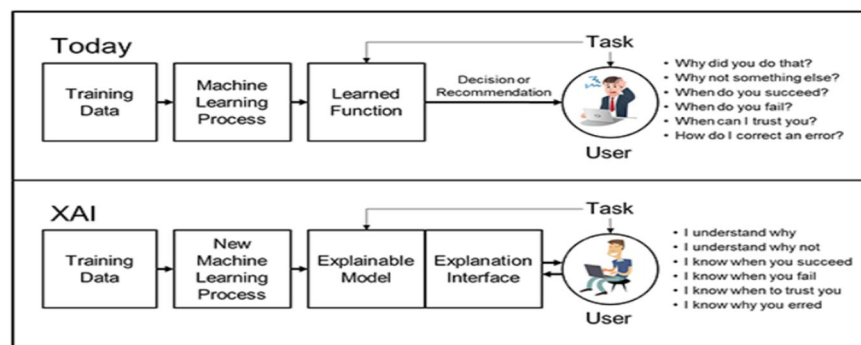 Today
Training
Data
Machine
Learning
Process
Learned
Function
Decision or
Recommendation
Task
User
• Why did you do that?
• Why not something else?
• When do you succeed?
• When do you fail?
• When can I trust you?
• How do I correct an error?
XAI
Training
Data
New
Machine
Learning
Process
Explainable
Model
Explanation
Interface
Task
User
• I understand why
• I understand why not
• I know when you succeed
• I know when you fail
• I know when to trust you
• I know why you erred